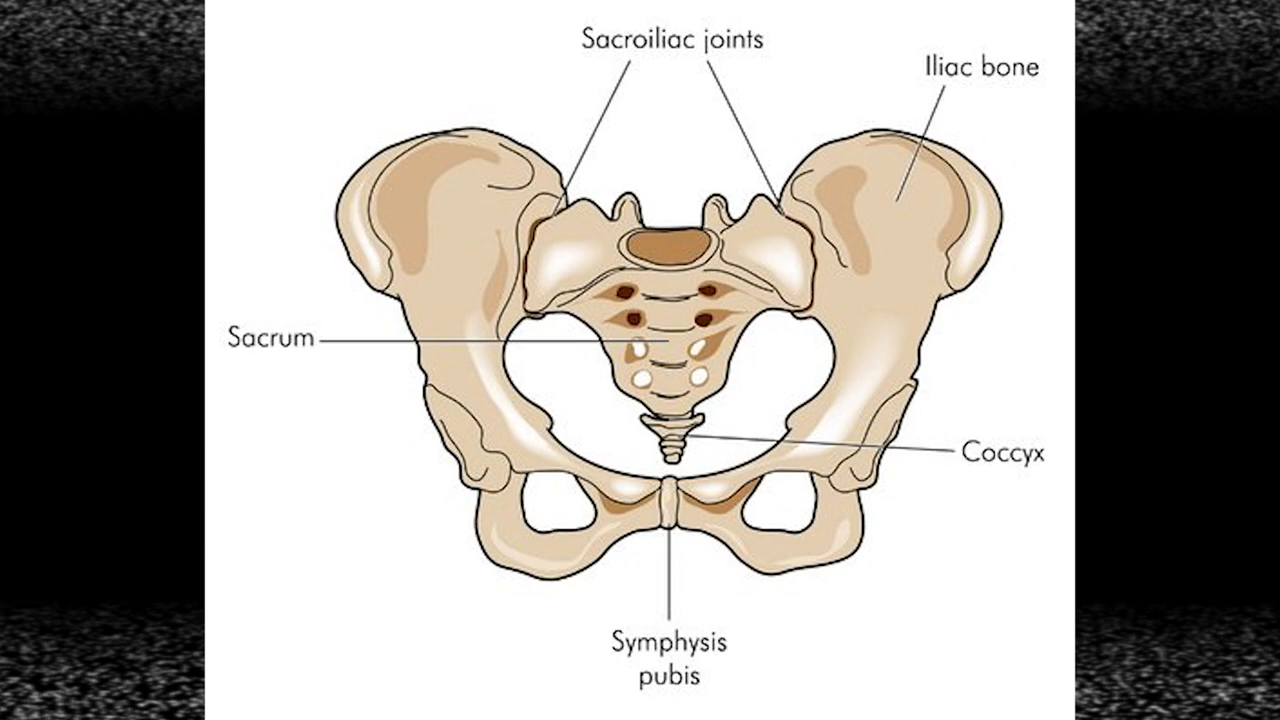 Sacroiliac joints
Iliac bone
Sacrum
Coccyx
Symphysis
pubis